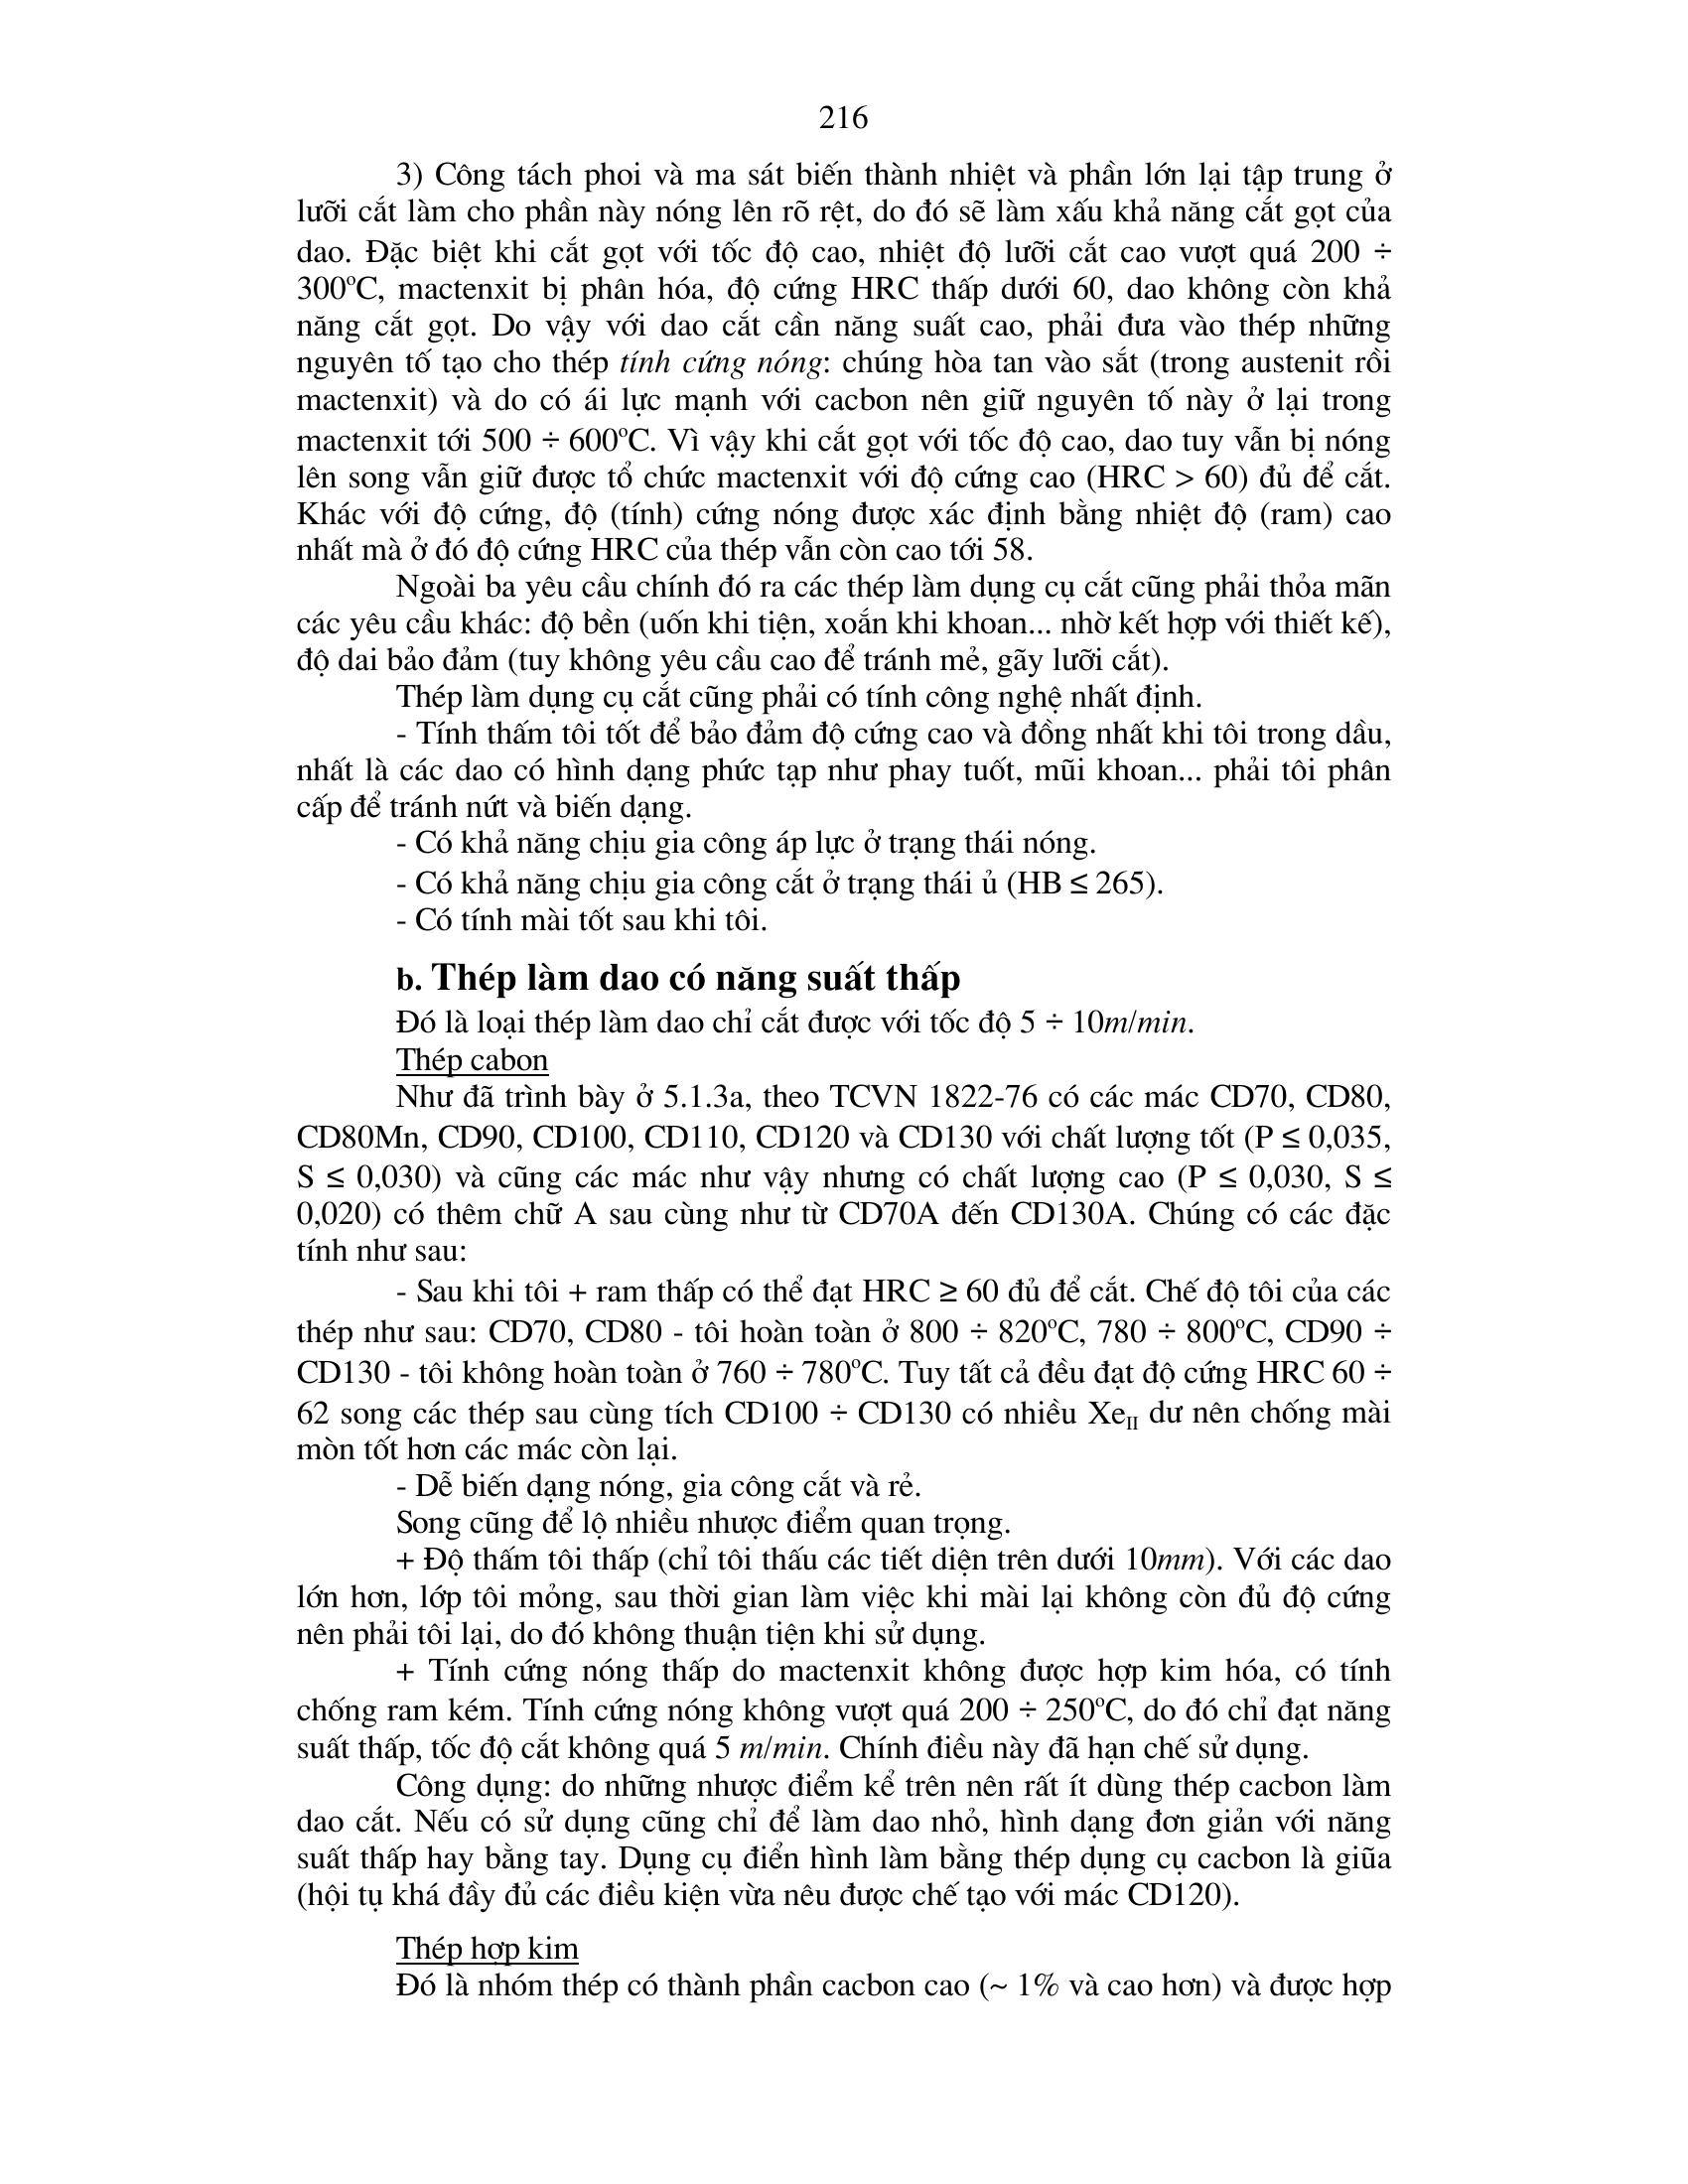 216
3) Công tách phoi và ma sát biến thành nhiệt và phần lớn lại tập trung ở
lưỡi cắt làm cho phần này nóng lên rõ rệt, do đó sẽ làm xấu khả năng cắt gọt của
dao. Đặc biệt khi cắt gọt với tốc độ cao, nhiệt độ lưỡi cắt cao vượt quá 200 ÷
300ºC, mactenxit bị phân hóa, độ cứng HRC thấp dưới 60, dao không còn khả
năng cắt gọt. Do vậy với dao cắt cần năng suất cao, phải đưa vào thép những
nguyên tố tạo cho thép tính cứng nóng: chúng hòa tan vào sắt (trong austenit rồi
mactenxit) và do có ái lực mạnh với cacbon nên giữ nguyên tố này ở lại trong
mactenxit tới 500 ÷ 600ºC. Vì vậy khi cắt gọt với tốc độ cao, dao tuy vẫn bị nóng
lên song vẫn giữ được tổ chức mactenxit với độ cứng cao (HRC > 60) đủ để cắt.
Khác với độ cứng, độ (tính) cứng nóng được xác định bằng nhiệt độ (ram) cao
nhất mà ở đó độ cứng HRC của thép vẫn còn cao tới 58.
Ngoài ba yêu cầu chính đó ra các thép làm dụng cụ cắt cũng phải thỏa mãn
các yêu cầu khác: độ bền (uốn khi tiện, xoắn khi khoan... nhờ kết hợp với thiết kế),
độ dai bảo đảm (tuy không yêu cầu cao để tránh mẻ, gãy lưỡi cắt).
Thép làm dụng cụ cắt cũng phải có tính công nghệ nhất định.
- Tính thấm tôi tốt để bảo đảm độ cứng cao và đồng nhất khi tôi trong dầu,
nhất là các dao có hình dạng phức tạp như phay tuốt, mũi khoan... phải tôi phân
cấp để tránh nứt và biến dạng.
- Có khả năng chịu gia công áp lực ở trạng thái nóng.
- Có khả năng chịu gia công cắt ở trạng thái ủ (HB ≤ 265).
- Có tính mài tốt sau khi tôi.
b. Thép làm dao có năng suất thấp
Đó là loại thép làm dao chỉ cắt được với tốc độ 5 ÷ 10m/min.
Thép cabon
Như đã trình bày ở 5.1.3a, theo TCVN 1822-76 có các mác CD70, CD80,
CD80Mn, CD90, CD100, CD110, CD120 và CD130 với chất lượng tốt (P ≤ 0,035,
S ≤ 0,030) và cũng các mác như vậy nhưng có chất lượng cao (P ≤ 0,030, S ≤
0,020) có thêm chữ A sau cùng như từ CD70A đến CD130A. Chúng có các đặc
tính như sau:
- Sau khi tôi + ram thấp có thể đạt HRC ≥ 60 đủ để cắt. Chế độ tôi của các
thép như sau: CD70, CD80 - tôi hoàn toàn ở 800 ÷ 820ºC, 780 ÷ 800ºC, CD90 ÷
CD130 - tôi không hoàn toàn ở 760 ÷ 780ºC. Tuy tất cả đều đạt độ cứng HRC 60 ÷
62 song các thép sau cùng tích CD100 ÷ CD130 có nhiều XeII dư nên chống mài
mòn tốt hơn các mác còn lại.
- Dễ biến dạng nóng, gia công cắt và rẻ.
Song cũng để lộ nhiều nhược điểm quan trọng.
+ Độ thấm tôi thấp (chỉ tôi thấu các tiết diện trên dưới 10mm). Với các dao
lớn hơn, lớp tôi mỏng, sau thời gian làm việc khi mài lại không còn đủ độ cứng
nên phải tôi lại, do đó không thuận tiện khi sử dụng.
+ Tính cứng nóng thấp do mactenxit không được hợp kim hóa, có tính
chống ram kém. Tính cứng nóng không vượt quá 200 ÷ 250ºC, do đó chỉ đạt năng
suất thấp, tốc độ cắt không quá 5 m/min. Chính điều này đã hạn chế sử dụng.
Công dụng: do những nhược điểm kể trên nên rất ít dùng thép cacbon làm
dao cắt. Nếu có sử dụng cũng chỉ để làm dao nhỏ, hình dạng đơn giản với năng
suất thấp hay bằng tay. Dụng cụ điển hình làm bằng thép dụng cụ cacbon là giũa
(hội tụ khá đầy đủ các điều kiện vừa nêu được chế tạo với mác CD120).
Thép hợp kim
Đó là nhóm thép có thành phần cacbon cao (~ 1% và cao hơn) và được hợp